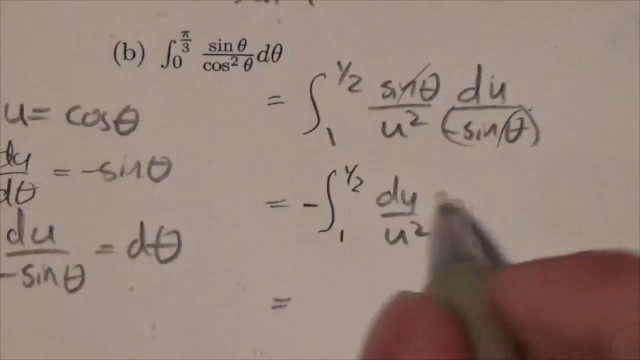 (b) ∫₀^{π/3} sinθ/cos²θ dθ
u = cosθ
= ∫₁^{1/2} sinθ/u² du/(-sinθ)
du/dθ = -sinθ
= -∫₁^{1/2} du/u²
du/-sinθ = dθ
=